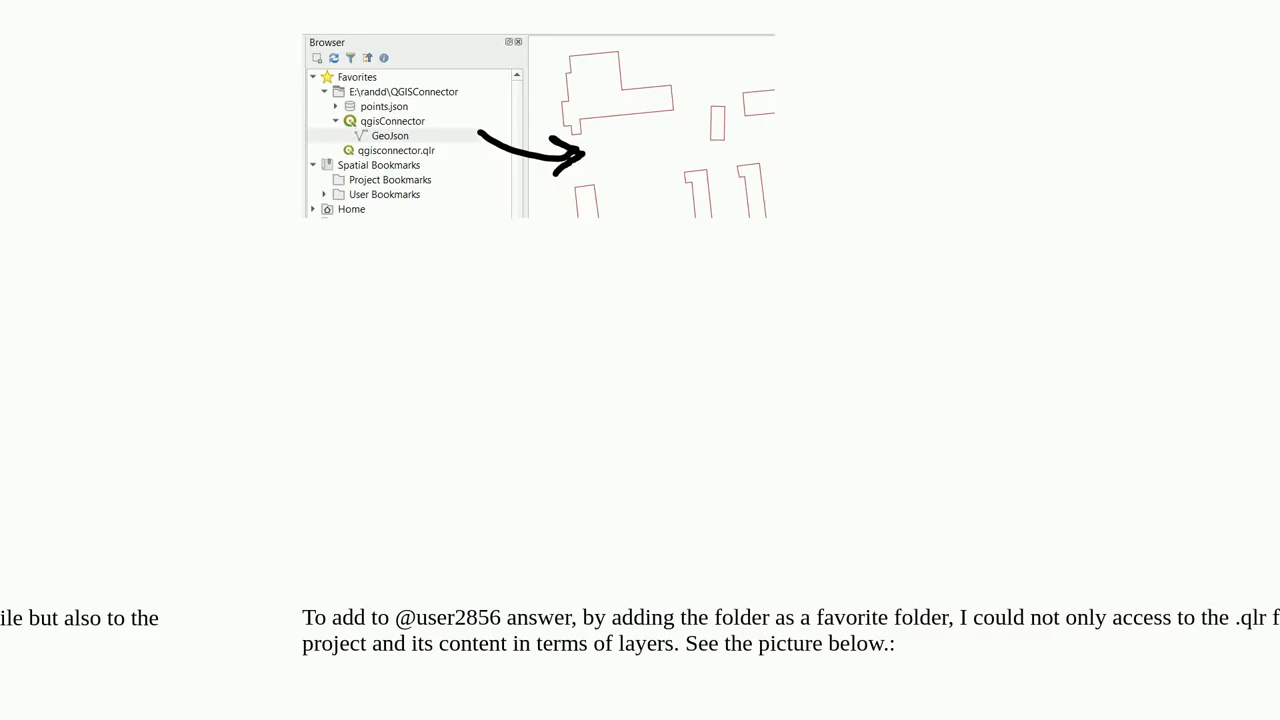 Browser
Favorites
E:\randd\QGISConnector
points.json
qgisConnector
GeoJson
qgisconnector.qlr
Spatial Bookmarks
Project Bookmarks
User Bookmarks
Home
ile but also to the
To add to @user2856 answer, by adding the folder as a favorite folder, I could not only access to the .qlr f
project and its content in terms of layers. See the picture below.: